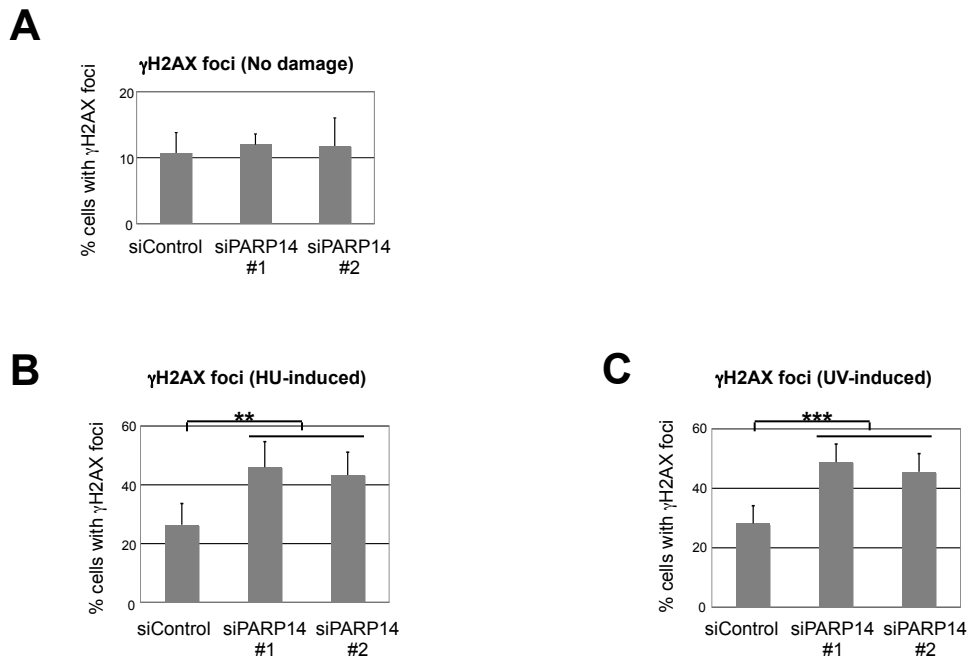 A
γH2AX foci (No damage)
% cells with γH2AX foci
20
10
0
siControl
siPARP14
#1
siPARP14
#2
B
γH2AX foci (HU-induced)
**
% cells with γH2AX foci
60
40
20
0
siControl
siPARP14
#1
siPARP14
#2
C
γH2AX foci (UV-induced)
***
% cells with γH2AX foci
60
40
20
0
siControl
siPARP14
#1
siPARP14
#2